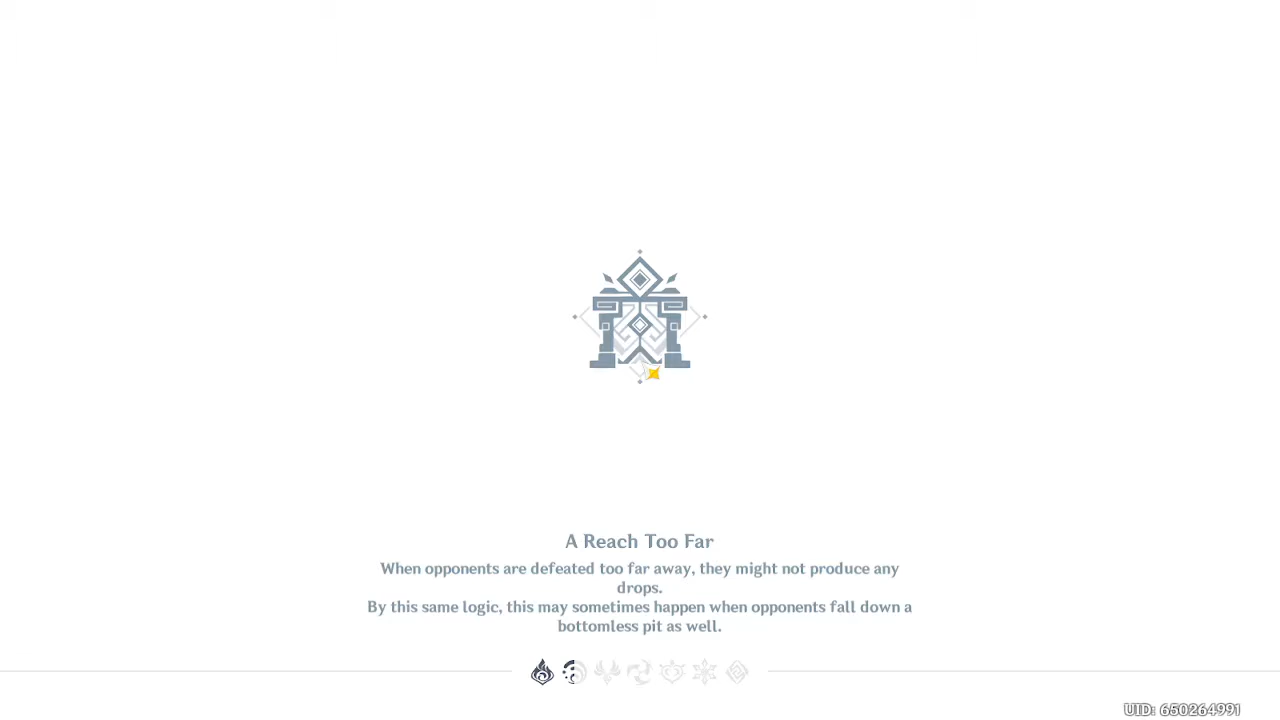 A Reach Too Far
When opponents are defeated too far away, they might not produce any
drops.
By this same logic, this may sometimes happen when opponents fall down a
bottomless pit as well.
UID: 650264991